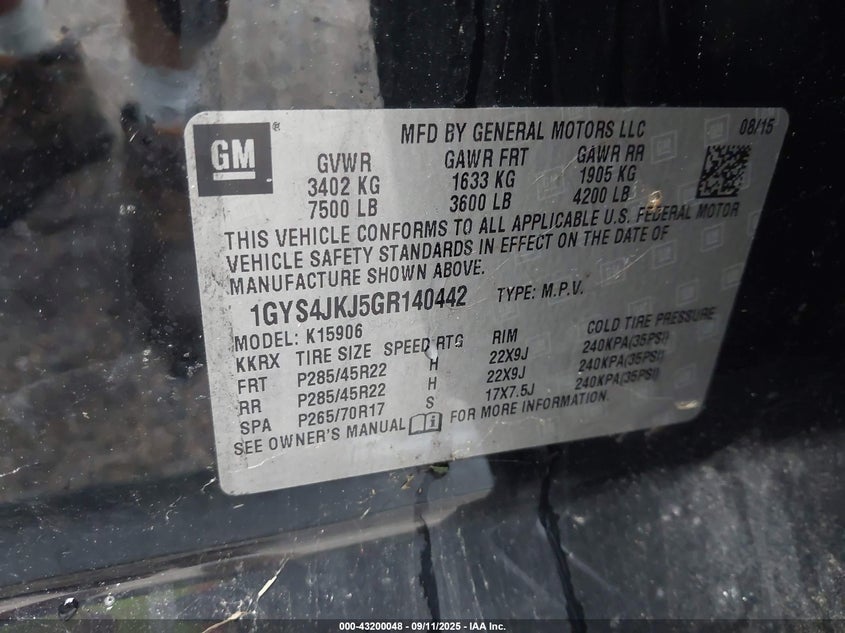 GM
MFD BY GENERAL MOTORS LLC 08/15
GVWR GAWR FRT GAWR RR
3402 KG 1633 KG 1905 KG
7500 LB 3600 LB 4200 LB
THIS VEHICLE CONFORMS TO ALL APPLICABLE U.S. FEDERAL MOTOR
VEHICLE SAFETY STANDARDS IN EFFECT ON THE DATE OF
MANUFACTURE SHOWN ABOVE.
1GYS4JKJ5GR140442 TYPE: M.P.V.
MODEL: K15906
KKRX TIRE SIZE SPEED RTG RIM COLD TIRE PRESSURE
FRT P285/45R22 H 22X9J 240KPA(35PSI)
RR P285/45R22 H 22X9J 240KPA(35PSI)
SPA P265/70R17 S 17X7.5J 240KPA(35PSI)
SEE OWNER'S MANUAL FOR MORE INFORMATION.
000-43200048 - 09/11/2025 - IAA Inc.